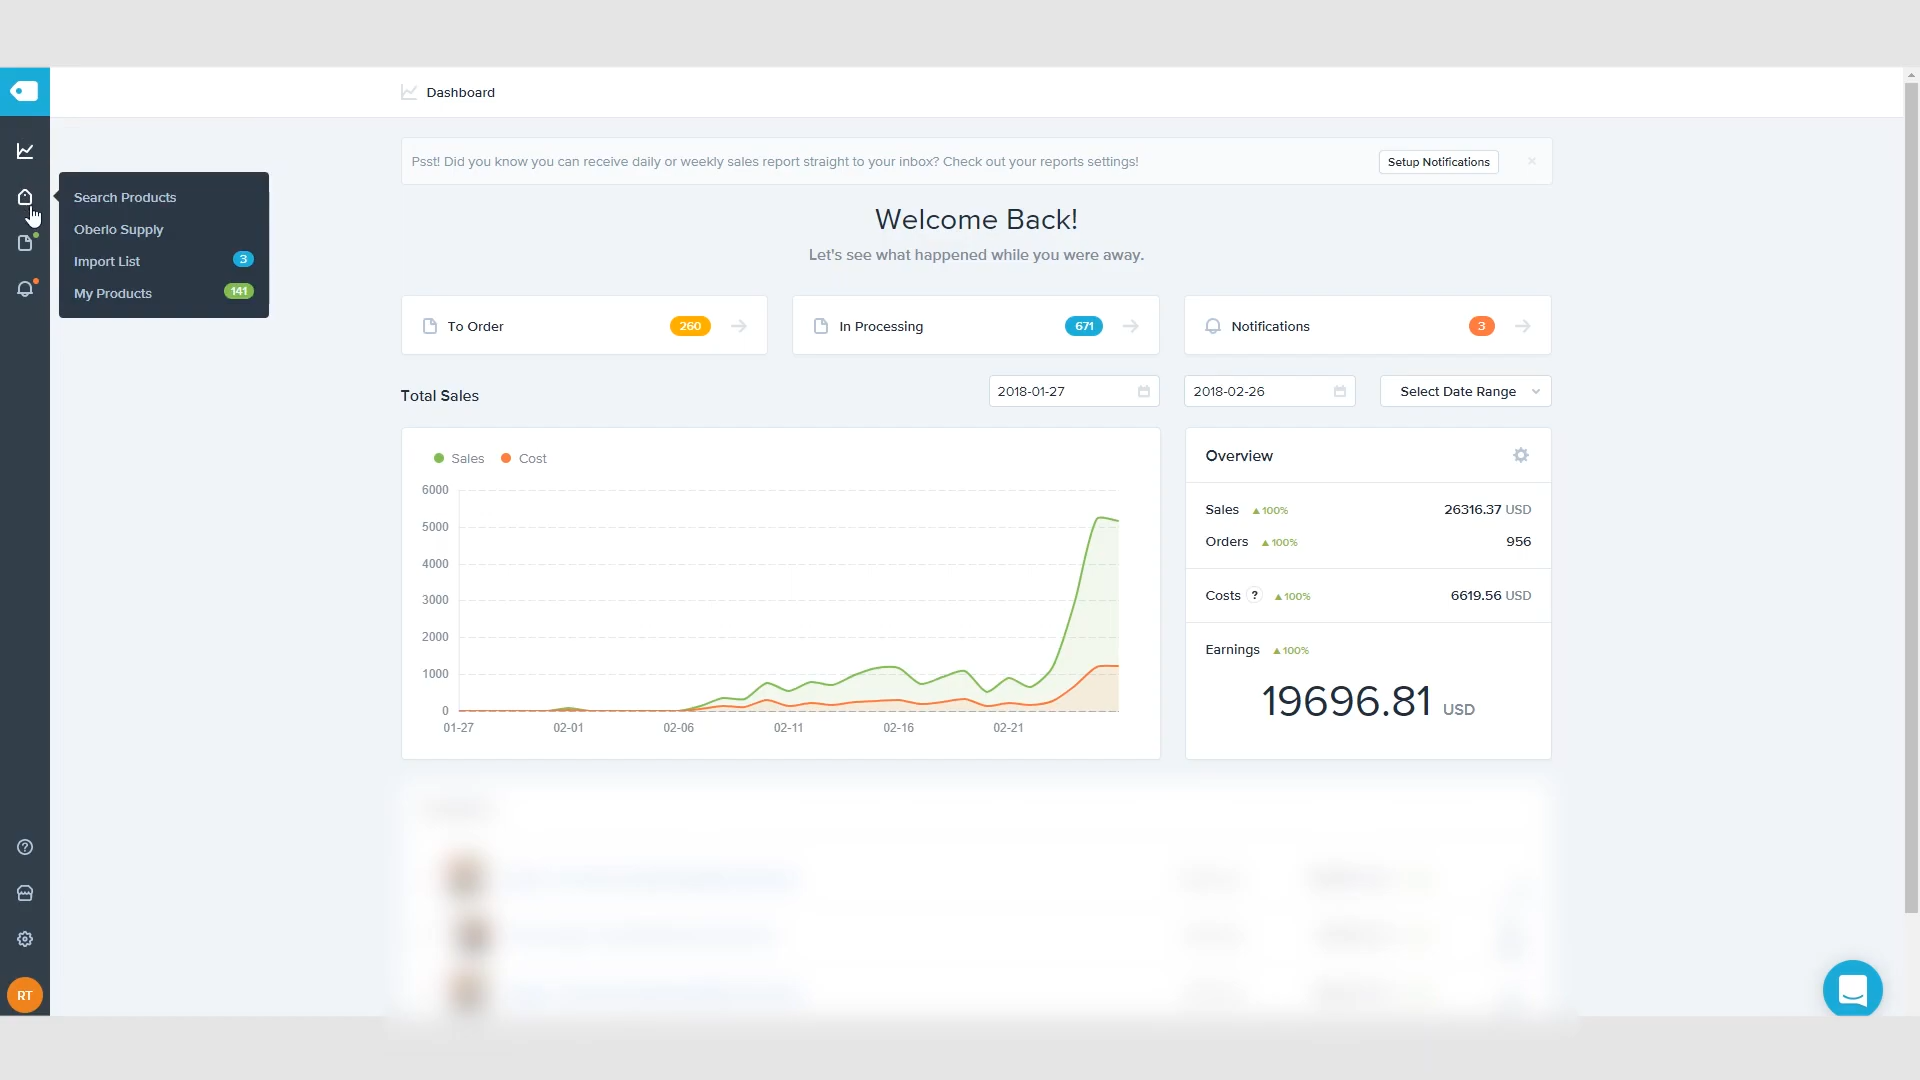 Dashboard
Psst! Did you know you can receive daily or weekly sales report straight to your inbox? Check out your reports settings!
Setup Notifications
Search Products
Oberlo Supply
Import List 3
My Products 141
Welcome Back!
Let's see what happened while you were away.
To Order 260
In Processing 671
Notifications 3
Total Sales
2018-01-27
2018-02-26
Select Date Range
Sales Cost
6000
5000
4000
3000
2000
1000
0
01-27 02-01 02-06 02-11 02-16 02-21
Overview
Sales ▲100% 26316.37 USD
Orders ▲100% 956
Costs ? ▲100% 6619.56 USD
Earnings ▲100%
19696.81 USD
RT